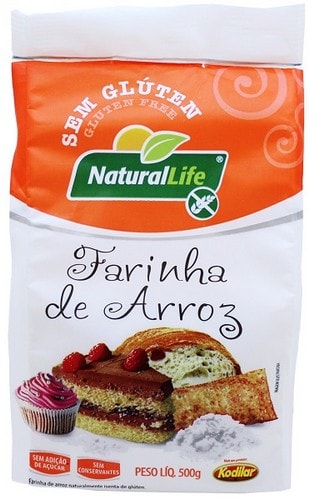 SEM GLÚTEN
GLUTEN FREE
NaturalLife®
Farinha
de Arroz
SEM ADIÇÃO
DE AÇÚCAR
SEM
CONSERVANTES
PESO LÍQ. 500g
Kodilar
Farinha de arroz naturalmente isenta de glúten.